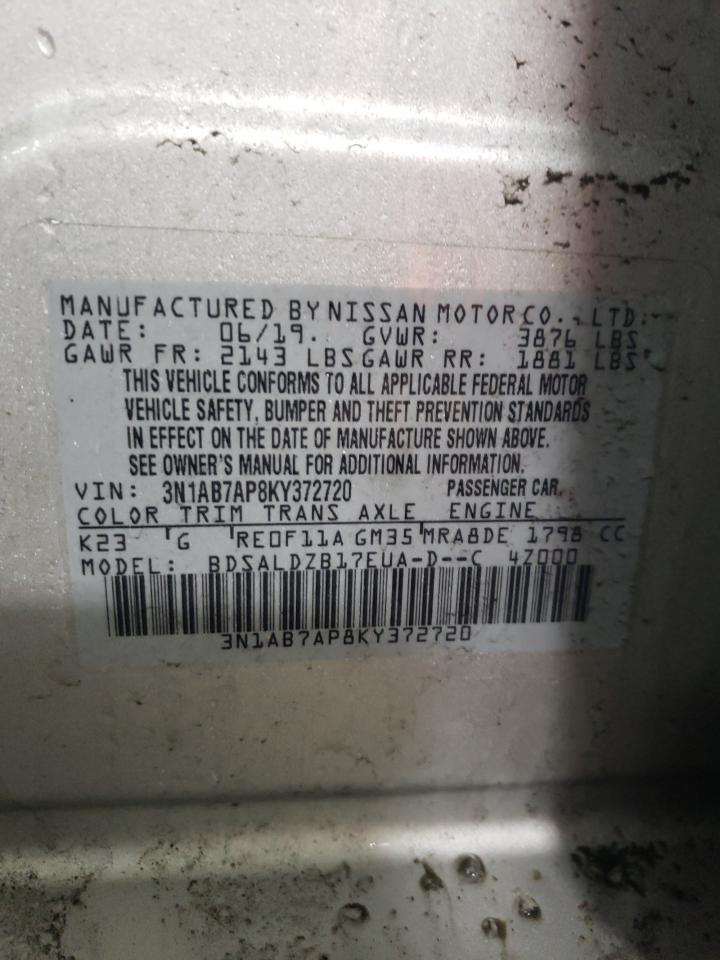 MANUFACTURED BY NISSAN MOTOR CO., LTD.
DATE: 06/19. GVWR: 3876 LBS
GAWR FR: 2143 LBS GAWR RR: 1881 LBS
THIS VEHICLE CONFORMS TO ALL APPLICABLE FEDERAL MOTOR
VEHICLE SAFETY, BUMPER AND THEFT PREVENTION STANDARDS
IN EFFECT ON THE DATE OF MANUFACTURE SHOWN ABOVE.
SEE OWNER'S MANUAL FOR ADDITIONAL INFORMATION.
VIN: 3N1AB7AP8KY372720 PASSENGER CAR
COLOR TRIM TRANS AXLE ENGINE
K23 G RE0F11A GM35 MRA8DE 1798 CC
MODEL: BDSALDZB17EUA-D--C 4Z000
3N1AB7AP8KY372720